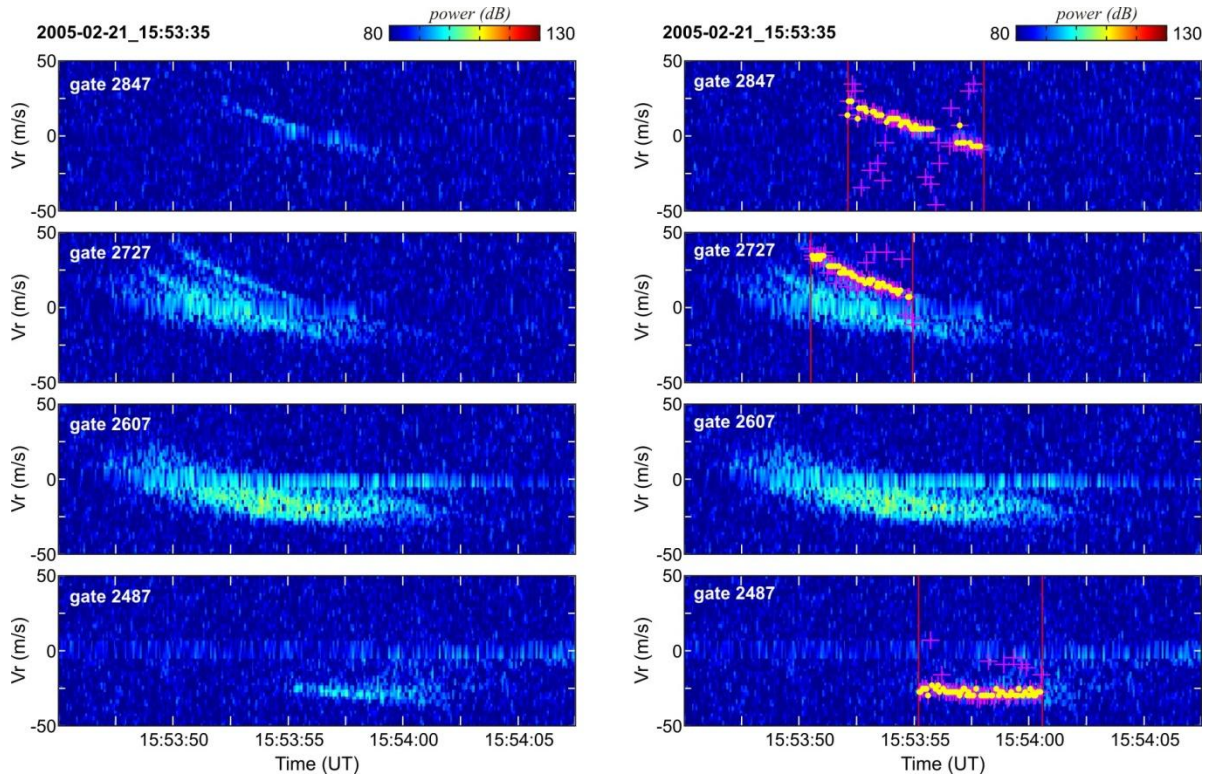 power (dB)
2005-02-21_15:53:35 80 130
50
gate 2847
Vr (m/s)
0
-50
50
gate 2727
Vr (m/s)
0
-50
50
gate 2607
Vr (m/s)
0
-50
50
gate 2487
Vr (m/s)
0
-50
15:53:50 15:53:55 15:54:00 15:54:05
Time (UT)
power (dB)
2005-02-21_15:53:35 80 130
50
gate 2847
Vr (m/s)
0
-50
50
gate 2727
Vr (m/s)
0
-50
50
gate 2607
Vr (m/s)
0
-50
50
gate 2487
Vr (m/s)
0
-50
15:53:50 15:53:55 15:54:00 15:54:05
Time (UT)